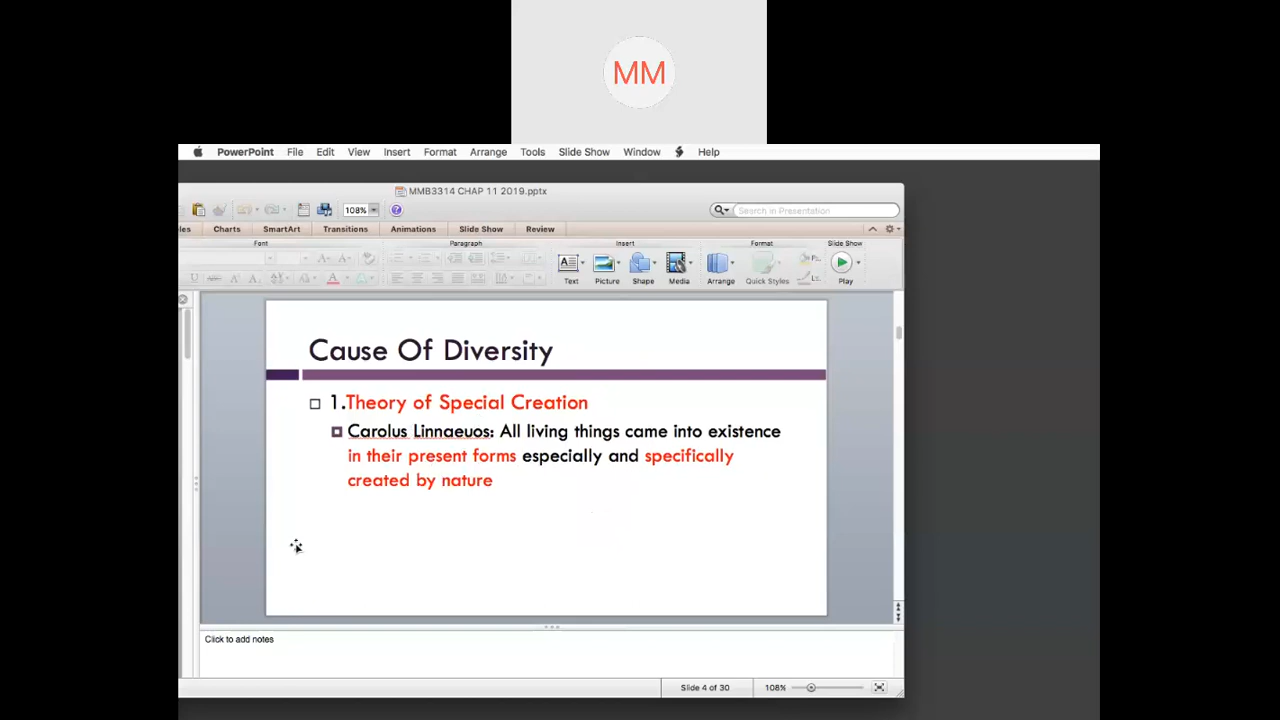 MM
PowerPoint File Edit View Insert Format Arrange Tools Slide Show Window Help
MMB3314 CHAP 11 2019.pptx
108% Search in Presentation
les Charts SmartArt Transitions Animations Slide Show Review
Font Paragraph Insert Format Slide Show
Text Picture Shape Media Arrange Quick Styles Play
Cause Of Diversity
1.Theory of Special Creation
Carolus Linnaeuos: All living things came into existence
in their present forms especially and specifically
created by nature
Click to add notes
Slide 4 of 30 108%